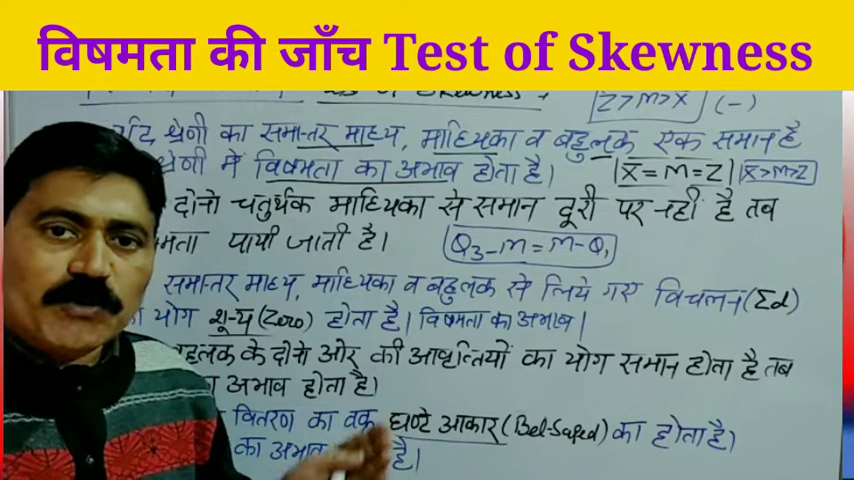 विषमता की जाँच Test of Skewness
Skewness
Z>M>X̄ (-)
श्रेणी का समान्तर माध्य, माध्यिका व बहुलक एक समान है
श्रेणी में विषमता का अभाव होता है। X̄=M=Z X̄>M>Z
दोनो चतुर्थक माध्यिका से समान दूरी पर नहीं है तब
पायी जाती है। Q₃-M=M-Q₁
समान्तर माध्य, माध्यिका व बहुलक से लिये गए विचलन (Σd)
योग शून्य (Zero) होता है। विषमता का अभाव।
बहुलक के दोनो ओर की आवृत्तियों का योग समान होता है तब
अभाव होता है।
वितरण का वक्र घण्टे आकार (Bel-Saped) का होता है।
का अभाव है।